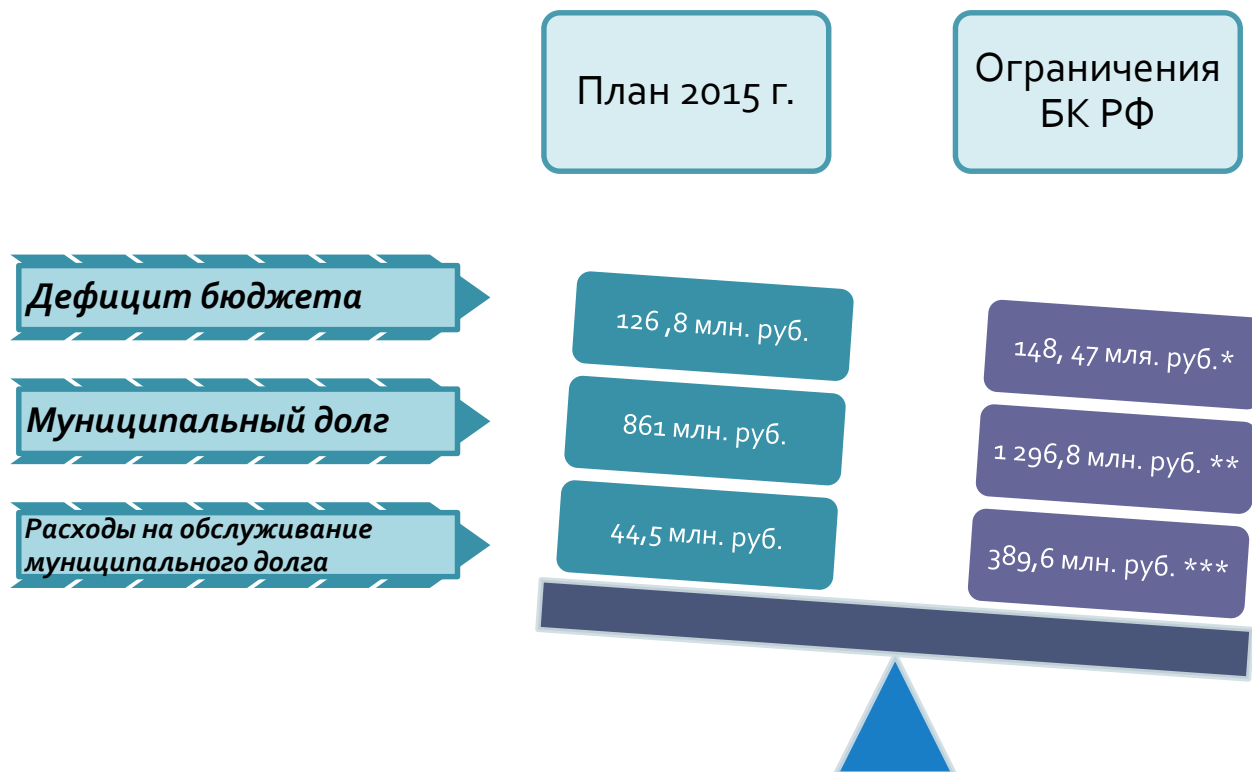 План 2015 г.
Ограничения
БК РФ
Дефицит бюджета
126 ,8 млн. руб.
148, 47 мля. руб.*
Муниципальный долг
861 млн. руб.
1 296,8 млн. руб. **
Расходы на обслуживание
муниципального долга
44,5 млн. руб.
389,6 млн. руб. ***